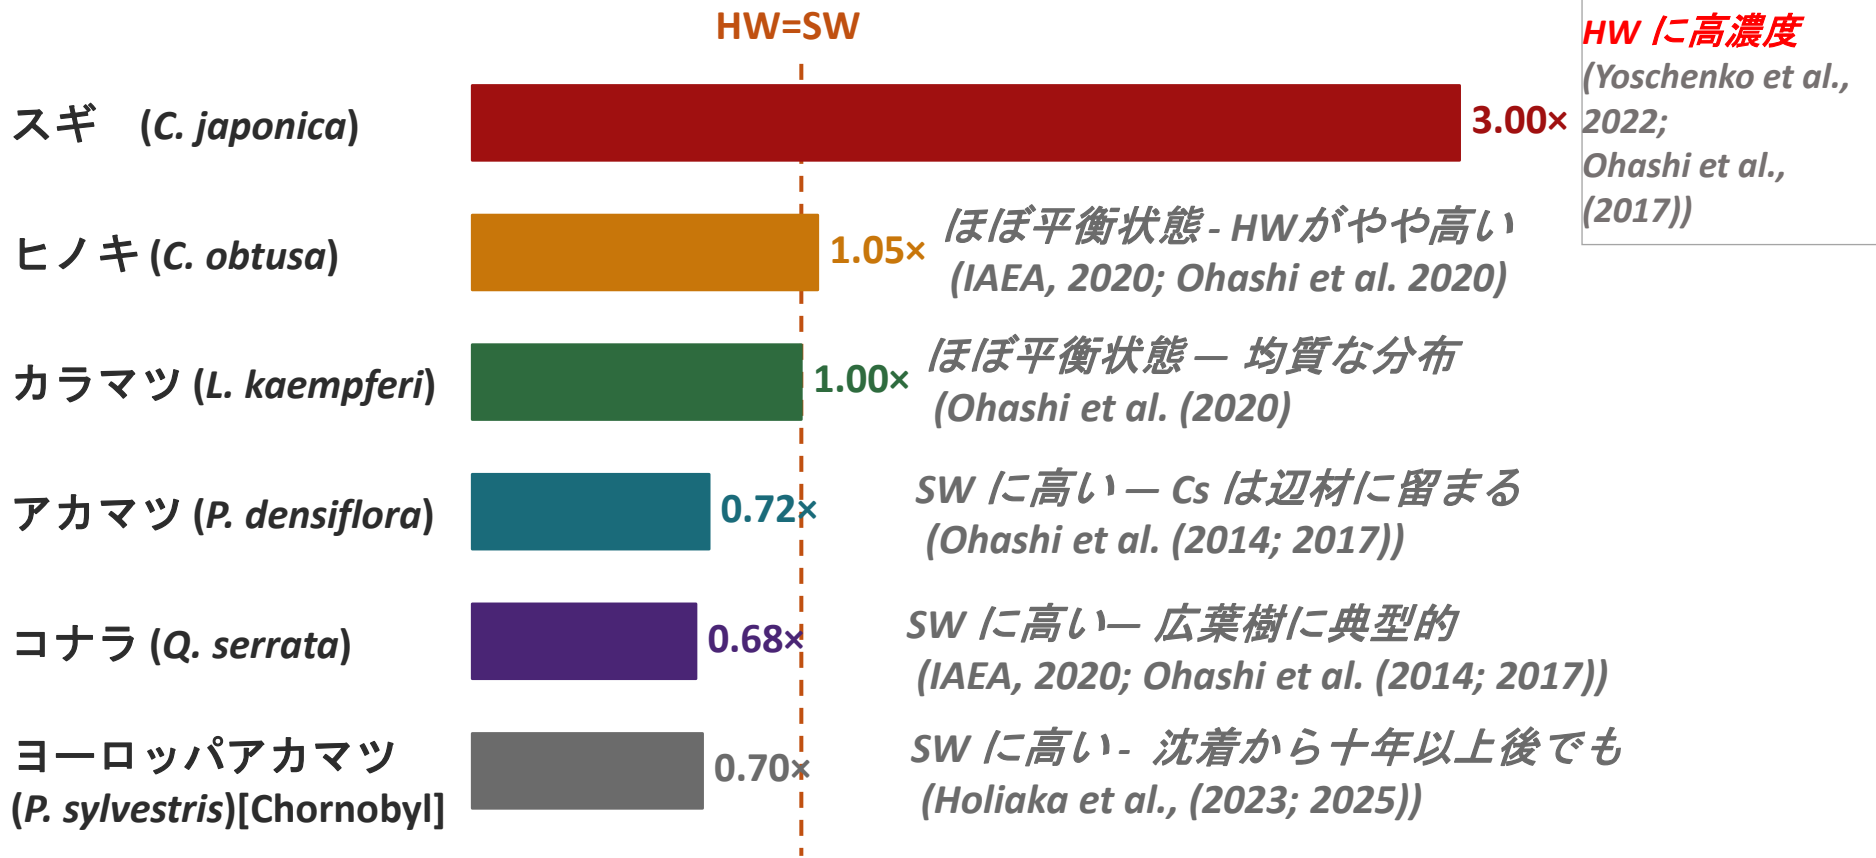 HW=SW
スギ (C. japonica)
3.00×
HW に高濃度
(Yoschenko et al.,
2022;
Ohashi et al.,
(2017))
ヒノキ (C. obtusa)
1.05×
ほぼ平衡状態 - HWがやや高い
(IAEA, 2020; Ohashi et al. 2020)
カラマツ (L. kaempferi)
1.00×
ほぼ平衡状態 — 均質な分布
(Ohashi et al. (2020)
アカマツ (P. densiflora)
0.72×
SW に高い — Cs は辺材に留まる
(Ohashi et al. (2014; 2017))
コナラ (Q. serrata)
0.68×
SW に高い— 広葉樹に典型的
(IAEA, 2020; Ohashi et al. (2014; 2017))
ヨーロッパアカマツ
(P. sylvestris)[Chornobyl]
0.70×
SW に高い - 沈着から十年以上後でも
(Holiaka et al., (2023; 2025))